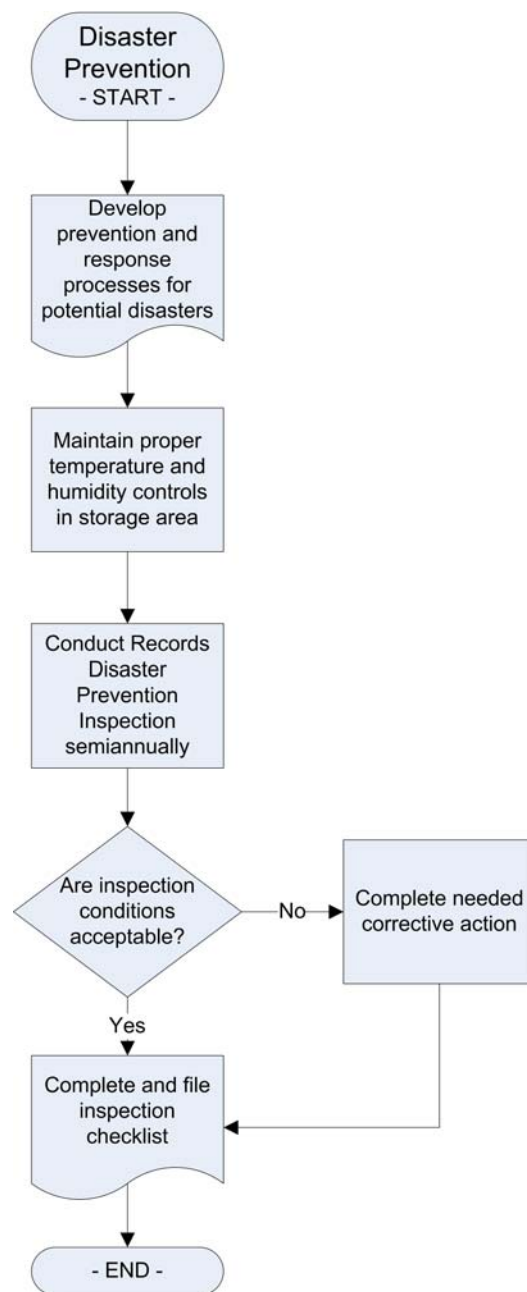 Disaster
Prevention
- START -
Develop
prevention and
response
processes for
potential disasters
Maintain proper
temperature and
humidity controls
in storage area
Conduct Records
Disaster
Prevention
Inspection
semiannually
Are inspection
conditions
acceptable?
No
Complete needed
corrective action
Yes
Complete and file
inspection
checklist
- END -